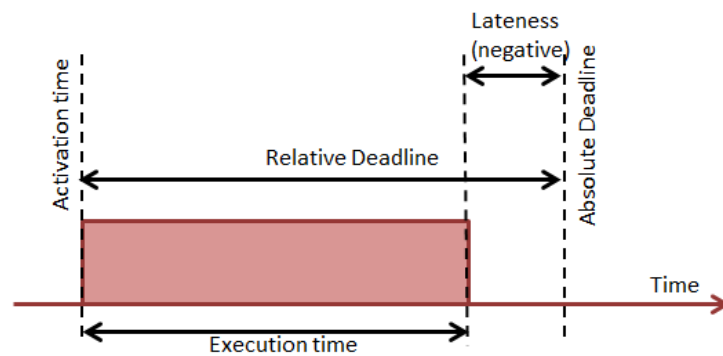 Lateness
(negative)
Activation time
Relative Deadline
Absolute Deadline
Time
Execution time